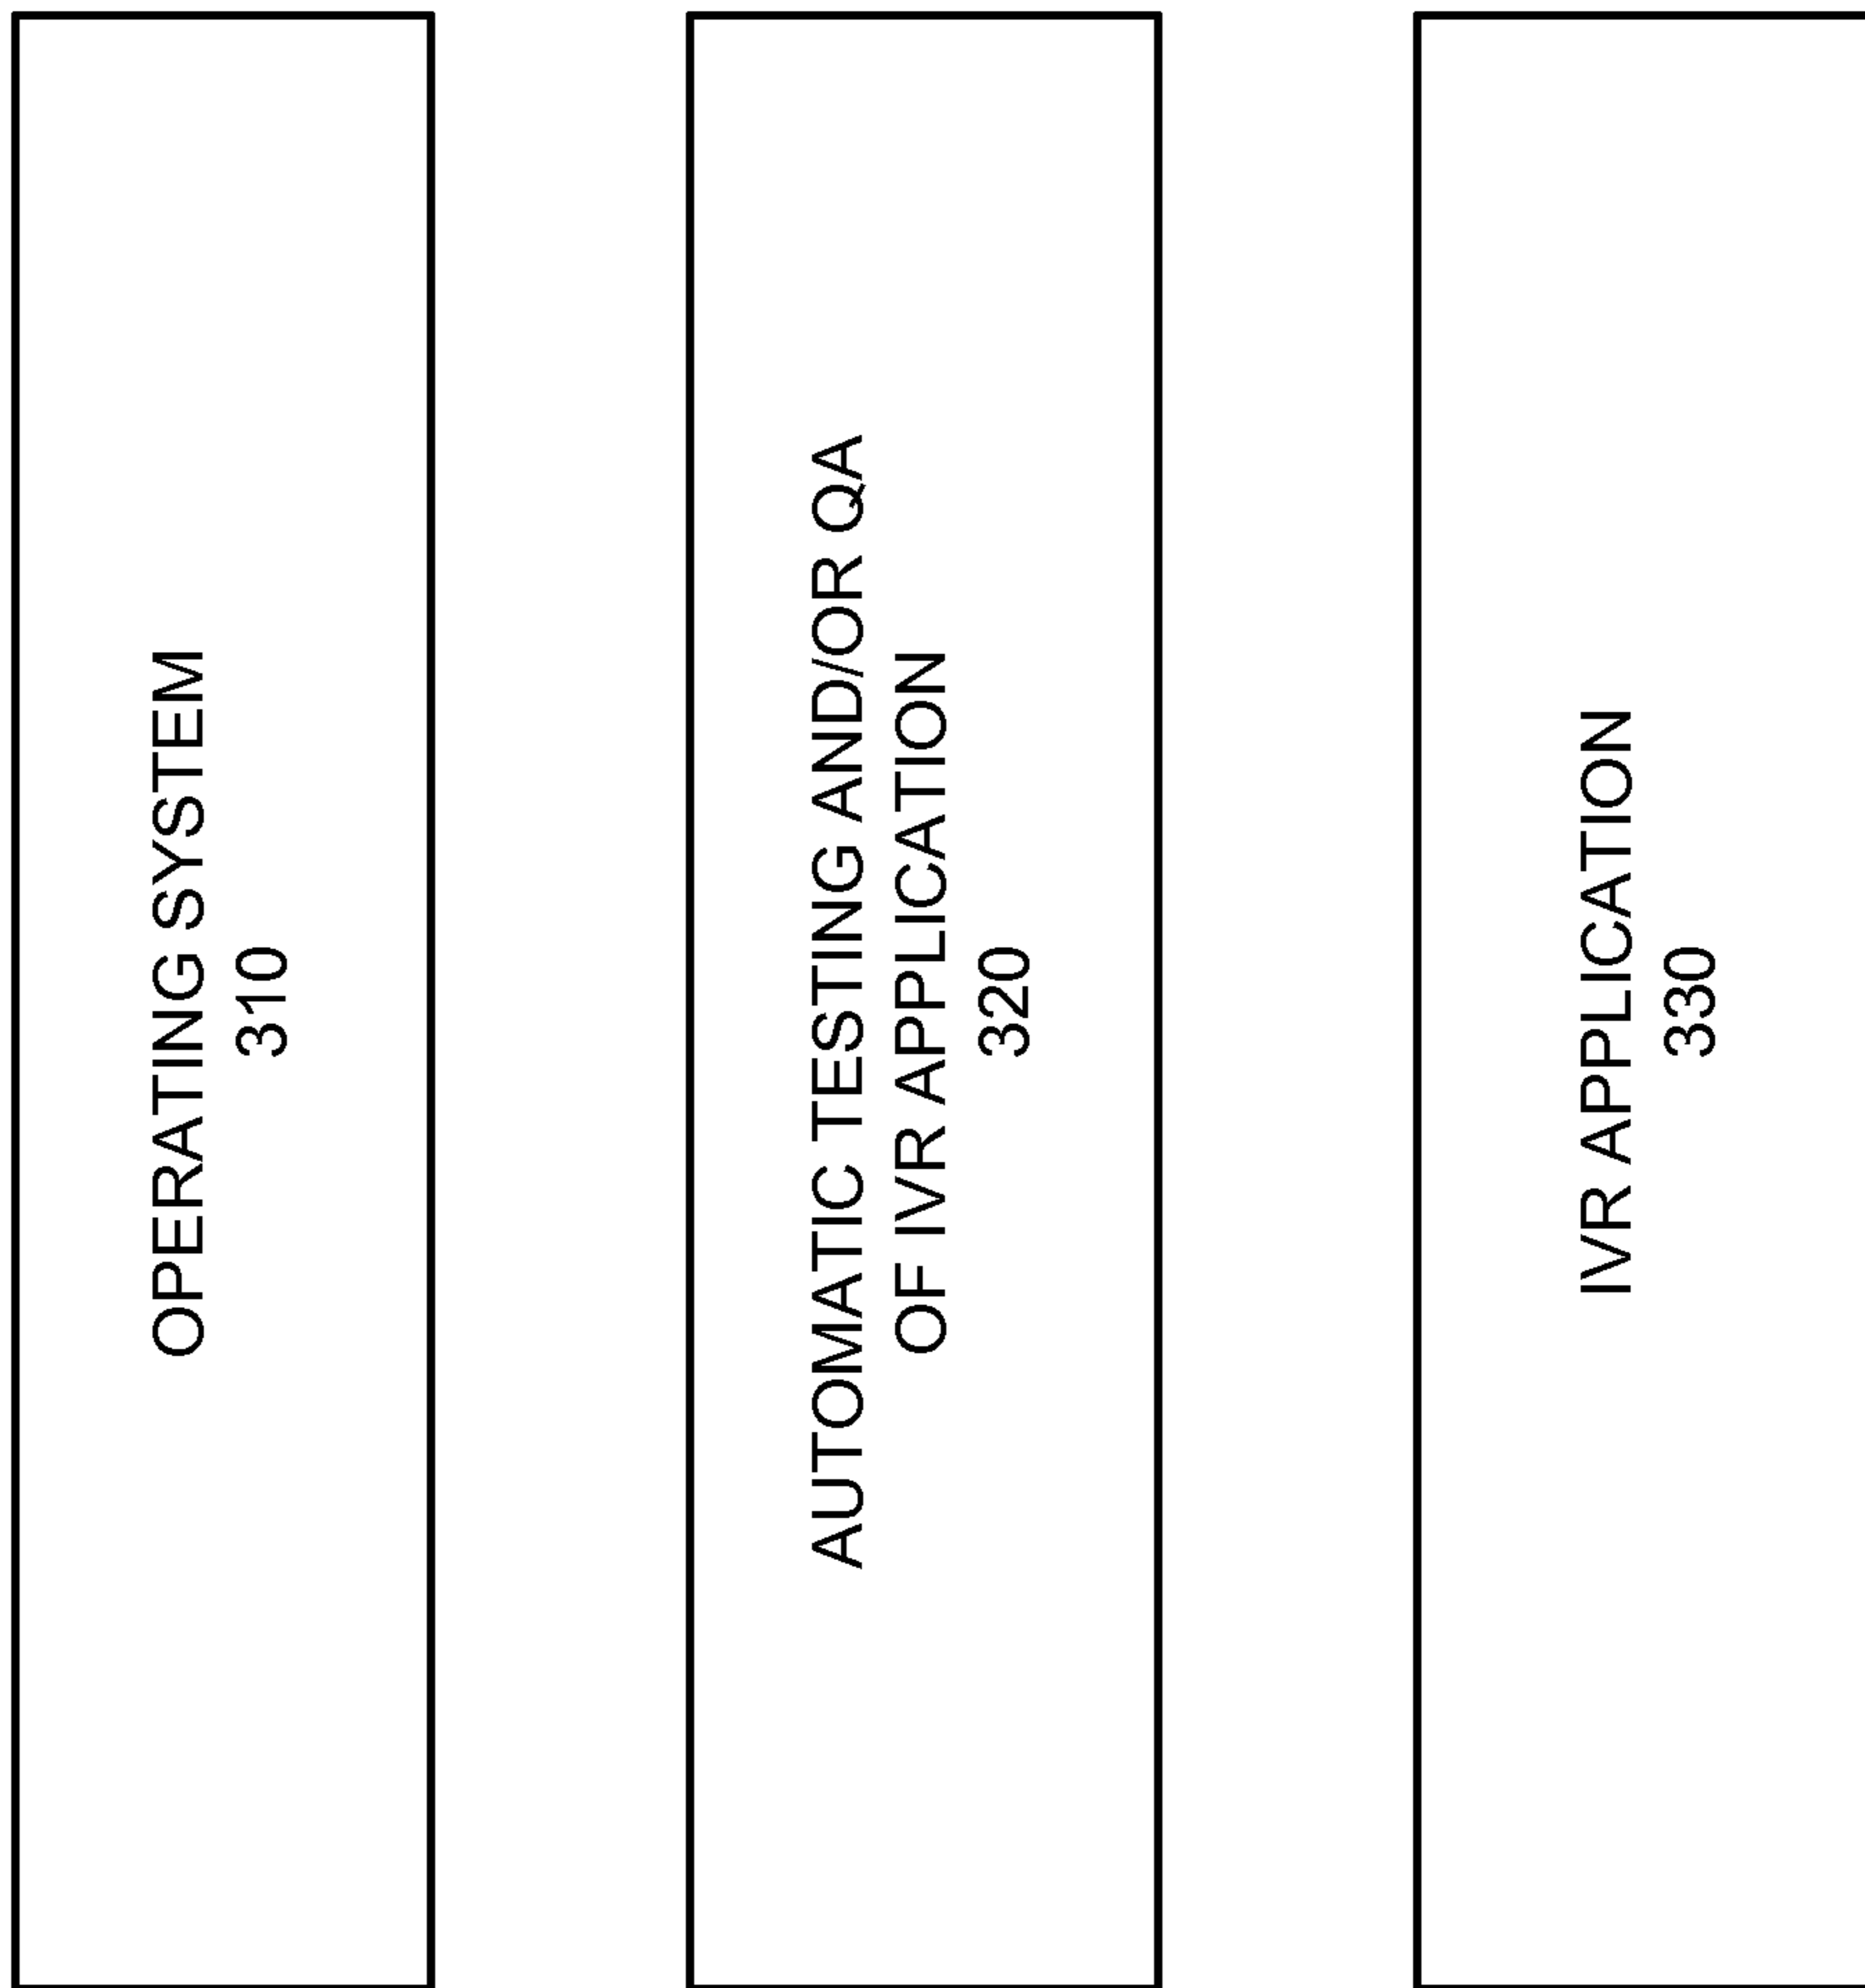 OPERATING SYSTEM
310
AUTOMATIC TESTING AND/OR QA
OF IVR APPLICATION
320
IVR APPLICATION
330